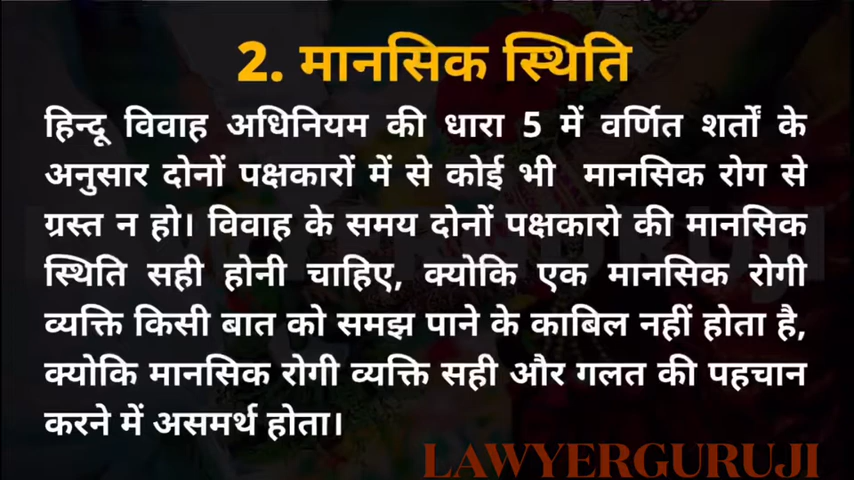 2. मानसिक स्थिति
हिन्दू विवाह अधिनियम की धारा 5 में वर्णित शर्तों के
अनुसार दोनों पक्षकारों में से कोई भी मानसिक रोग से
ग्रस्त न हो। विवाह के समय दोनों पक्षकारो की मानसिक
स्थिति सही होनी चाहिए, क्योकि एक मानसिक रोगी
व्यक्ति किसी बात को समझ पाने के काबिल नहीं होता है,
क्योकि मानसिक रोगी व्यक्ति सही और गलत की पहचान
करने में असमर्थ होता।
LAWYERGURUJI